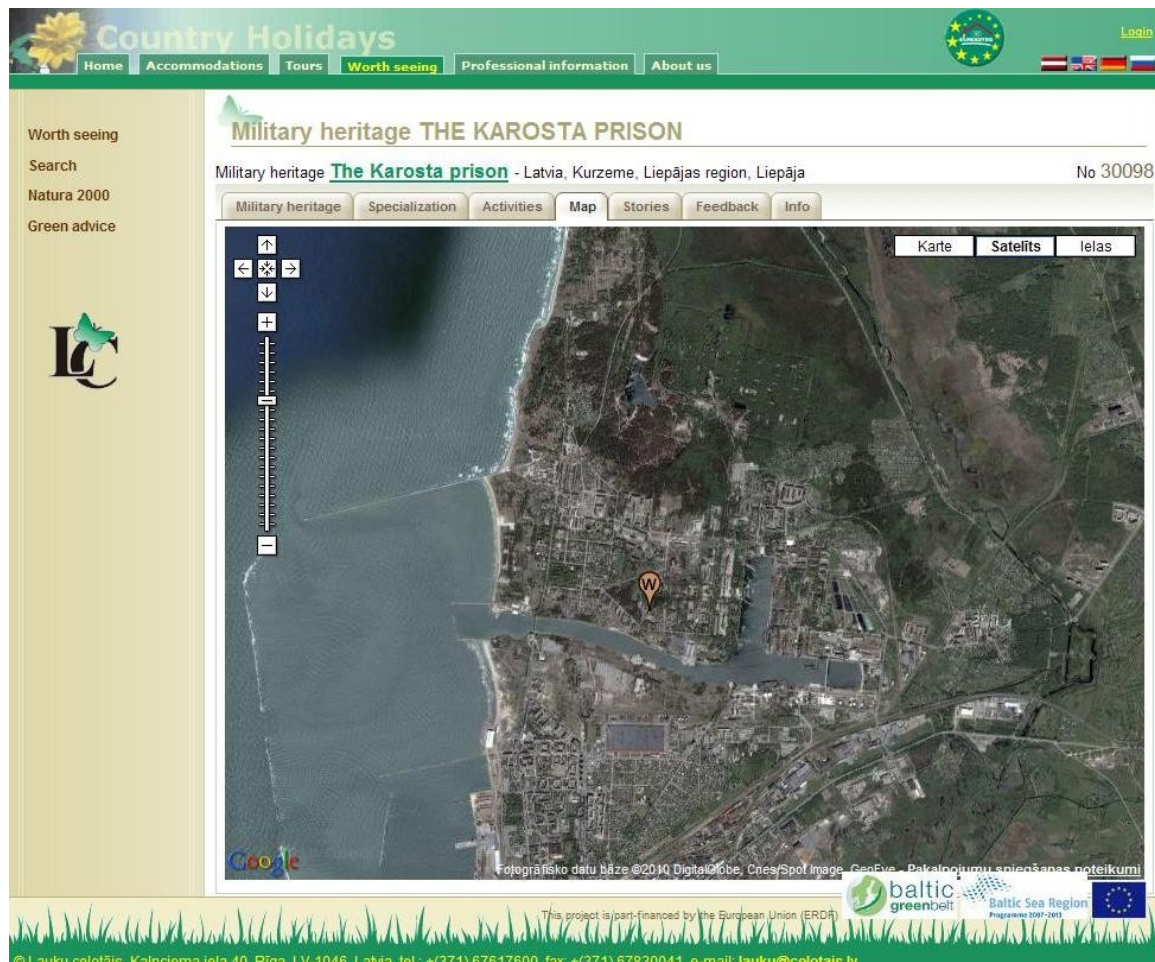 Country Holidays
Login
Home Accommodations Tours Worth seeing Professional information About us
Worth seeing
Search
Natura 2000
Green advice
LC
Military heritage THE KAROSTA PRISON
Military heritage The Karosta prison - Latvia, Kurzeme, Liepājas region, Liepāja No 30098
Military heritage Specialization Activities Map Stories Feedback Info
Karte Satelīts Ielas
W
Google
Fotogrāfisko datu bāze ©2010 DigitalGlobe, Cnes/Spot Image, GeoEye - Pakalpojumu sniegšanas noteikumi
This project is part-financed by the European Union (ERDF)
baltic
greenbelt
Baltic Sea Region
Programme 2007-2013
© Lauku ceļotājs, Kalnciema iela 40, Rīga, LV-1046, Latvia, tel.: +(371) 67617600, fax: +(371) 67830041, e-mail: lauku@celotajs.lv